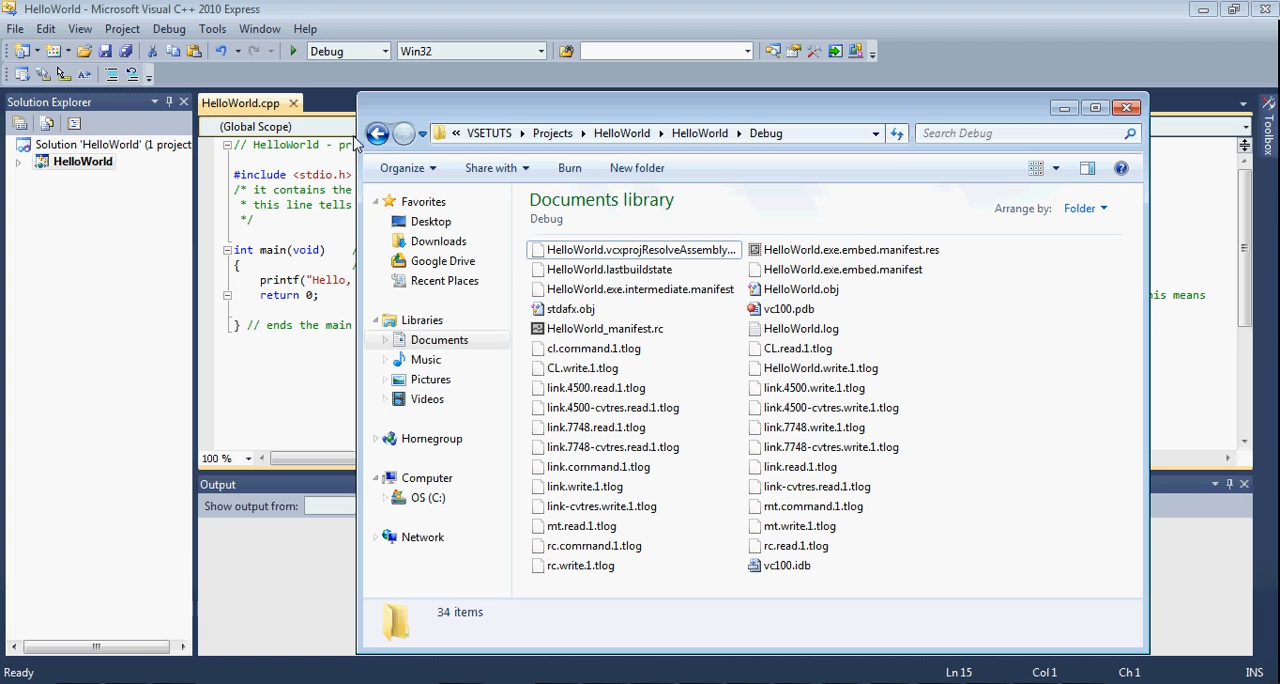 HelloWorld - Microsoft Visual C++ 2010 Express
File Edit View Project Debug Tools Window Help
Debug Win32
Solution Explorer
Solution 'HelloWorld' (1 project
HelloWorld
HelloWorld.cpp
(Global Scope)
// HelloWorld - pr
#include <stdio.h>
/* it contains the
* this line tells
*/
int main(void) /
{
printf("Hello,
return 0; his means
} // ends the main
100 %
Output
Show output from:
« VSETUTS Projects HelloWorld HelloWorld Debug
Search Debug
Organize Share with Burn New folder
Favorites
Desktop
Downloads
Google Drive
Recent Places
Libraries
Documents
Music
Pictures
Videos
Homegroup
Computer
OS (C:)
Network
Documents library
Debug
Arrange by: Folder
HelloWorld.vcxprojResolveAssembly... HelloWorld.exe.embed.manifest.res
HelloWorld.lastbuildstate HelloWorld.exe.embed.manifest
HelloWorld.exe.intermediate.manifest HelloWorld.obj
stdafx.obj vc100.pdb
HelloWorld_manifest.rc HelloWorld.log
cl.command.1.tlog CL.read.1.tlog
CL.write.1.tlog HelloWorld.write.1.tlog
link.4500.read.1.tlog link.4500.write.1.tlog
link.4500-cvtres.read.1.tlog link.4500-cvtres.write.1.tlog
link.7748.read.1.tlog link.7748.write.1.tlog
link.7748-cvtres.read.1.tlog link.7748-cvtres.write.1.tlog
link.command.1.tlog link.read.1.tlog
link.write.1.tlog link-cvtres.read.1.tlog
link-cvtres.write.1.tlog mt.command.1.tlog
mt.read.1.tlog mt.write.1.tlog
rc.command.1.tlog rc.read.1.tlog
rc.write.1.tlog vc100.idb
34 items
Toolbox
Ready Ln 15 Col 1 Ch 1 INS